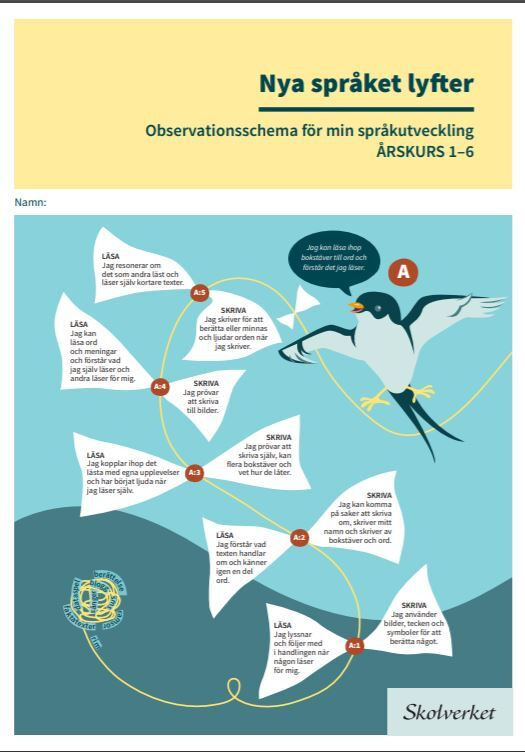 Nya språket lyfter
Observationsschema för min språkutveckling
ÅRSKURS 1–6
Namn:
Jag kan läsa ihop
bokstäver till ord och
förstår det jag läser.
A
LÄSA
Jag resonerar om
det som andra läst och
läser själv kortare texter.
A:5
SKRIVA
Jag skriver för att
berätta eller minnas
och ljudar orden när
jag skriver.
LÄSA
Jag kan
läsa ord
och meningar
och förstår vad
jag själv läser och
andra läser för mig.
A:4
SKRIVA
Jag prövar
att skriva
till bilder.
LÄSA
Jag kopplar ihop det
lästa med egna upplevelser
och har börjat ljuda när
jag läser själv.
A:3
SKRIVA
Jag prövar att
skriva själv, kan
flera bokstäver och
vet hur de låter.
LÄSA
Jag förstår vad
texten handlar
om och känner
igen en del
ord.
A:2
SKRIVA
Jag kan komma
på saker att skriva
om, skriver mitt
namn och skriver av
bokstäver och ord.
LÄSA
Jag lyssnar
och följer med
i handlingen när
någon läser
för mig.
A:1
SKRIVA
Jag använder
bilder, tecken och
symboler för att
berätta något.
berättelse
blogg
dataspel
faktatexter
rim
Skolverket